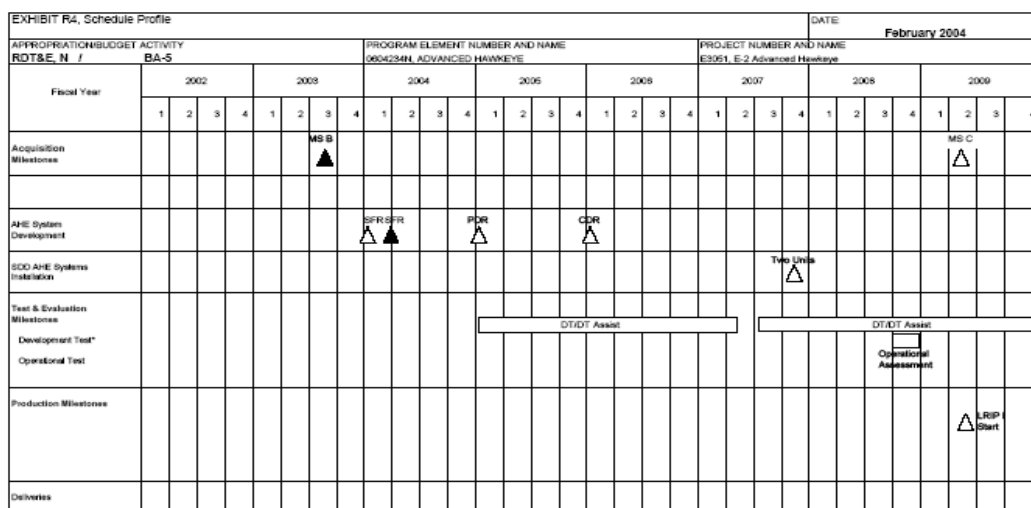 EXHIBIT R4, Schedule Profile
DATE:
February 2004
APPROPRIATION/BUDGET ACTIVITY
PROGRAM ELEMENT NUMBER AND NAME
PROJECT NUMBER AND NAME
RDT&E, N / BA-5
0604234N, ADVANCED HAWKEYE
E3051, E-2 Advanced Hawkeye
Fiscal Year
2002 2003 2004 2005 2006 2007 2008 2009
1 2 3 4 1 2 3 4 1 2 3 4 1 2 3 4 1 2 3 4 1 2 3 4 1 2 3 4 1 2 3 4
Acquisition
Milestones
MS B
MS C
AHE System
Development
SFR SFR PDR CDR
SDD AHE Systems
Installation
Two Units
Test & Evaluation
Milestones
DT/DT Assist DT/DT Assist
Development Test*
Operational Test
Operational
Assessment
Production Milestones
LRIP I
Start
Deliveries